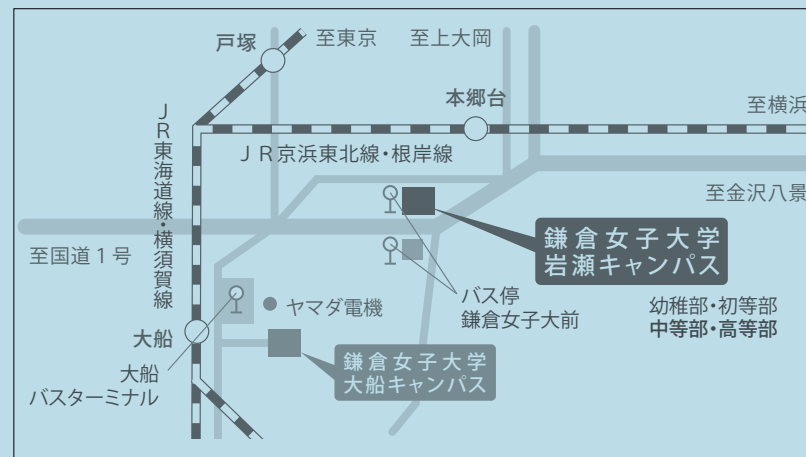 戸塚
至東京
至上大岡
本郷台
至横浜
JR東海道線・横須賀線
JR京浜東北線・根岸線
至金沢八景
鎌倉女子大学
岩瀬キャンパス
至国道1号
バス停
鎌倉女子大前
幼稚部・初等部
中等部・高等部
ヤマダ電機
大船
鎌倉女子大学
大船キャンパス
大船
バスターミナル